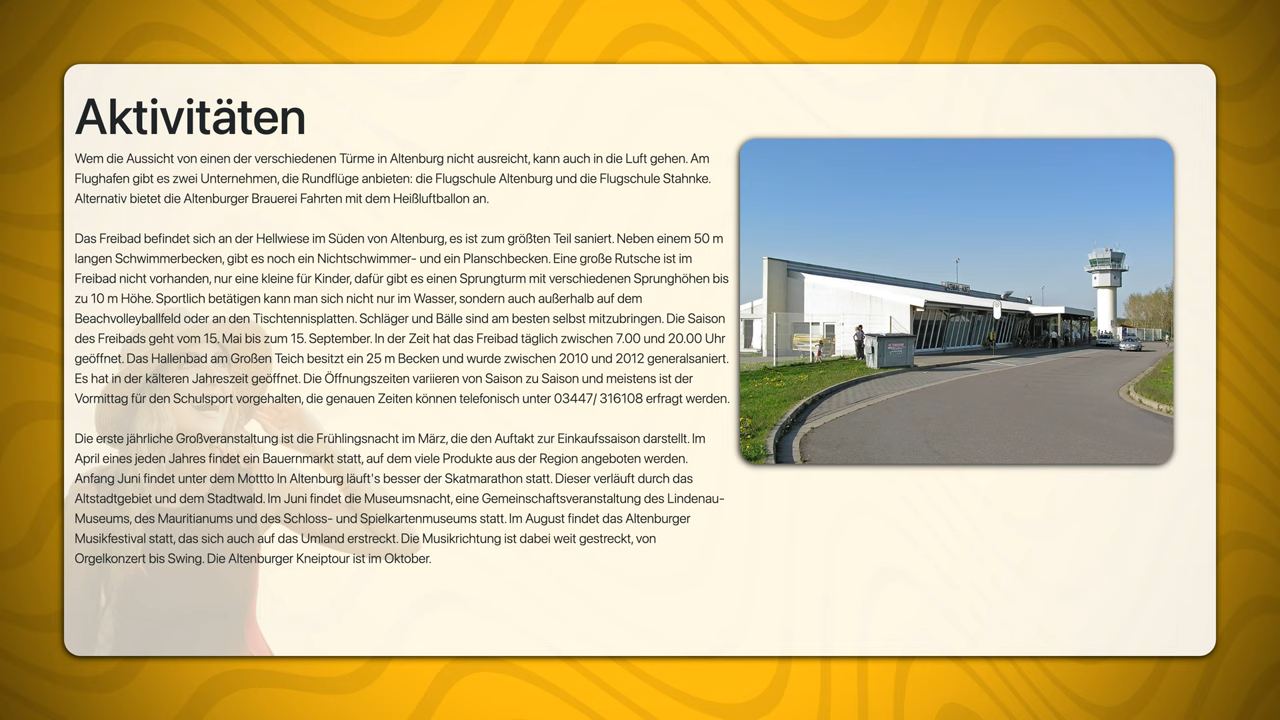 Aktivitäten
Wem die Aussicht von einen der verschiedenen Türme in Altenburg nicht ausreicht, kann auch in die Luft gehen. Am
Flughafen gibt es zwei Unternehmen, die Rundflüge anbieten: die Flugschule Altenburg und die Flugschule Stahnke.
Alternativ bietet die Altenburger Brauerei Fahrten mit dem Heißluftballon an.
Das Freibad befindet sich an der Hellwiese im Süden von Altenburg, es ist zum größten Teil saniert. Neben einem 50 m
langen Schwimmerbecken, gibt es noch ein Nichtschwimmer- und ein Planschbecken. Eine große Rutsche ist im
Freibad nicht vorhanden, nur eine kleine für Kinder, dafür gibt es einen Sprungturm mit verschiedenen Sprunghöhen bis
zu 10 m Höhe. Sportlich betätigen kann man sich nicht nur im Wasser, sondern auch außerhalb auf dem
Beachvolleyballfeld oder an den Tischtennisplatten. Schläger und Bälle sind am besten selbst mitzubringen. Die Saison
des Freibads geht vom 15. Mai bis zum 15. September. In der Zeit hat das Freibad täglich zwischen 7.00 und 20.00 Uhr
geöffnet. Das Hallenbad am Großen Teich besitzt ein 25 m Becken und wurde zwischen 2010 und 2012 generalsaniert.
Es hat in der kälteren Jahreszeit geöffnet. Die Öffnungszeiten variieren von Saison zu Saison und meistens ist der
Vormittag für den Schulsport vorgehalten, die genauen Zeiten können telefonisch unter 03447/ 316108 erfragt werden.
Die erste jährliche Großveranstaltung ist die Frühlingsnacht im März, die den Auftakt zur Einkaufssaison darstellt. Im
April eines jeden Jahres findet ein Bauernmarkt statt, auf dem viele Produkte aus der Region angeboten werden.
Anfang Juni findet unter dem Mottto In Altenburg läuft's besser der Skatmarathon statt. Dieser verläuft durch das
Altstadtgebiet und dem Stadtwald. Im Juni findet die Museumsnacht, eine Gemeinschaftsveranstaltung des Lindenau-
Museums, des Mauritianums und des Schloss- und Spielkartenmuseums statt. Im August findet das Altenburger
Musikfestival statt, das sich auch auf das Umland erstreckt. Die Musikrichtung ist dabei weit gestreckt, von
Orgelkonzert bis Swing. Die Altenburger Kneiptour ist im Oktober.